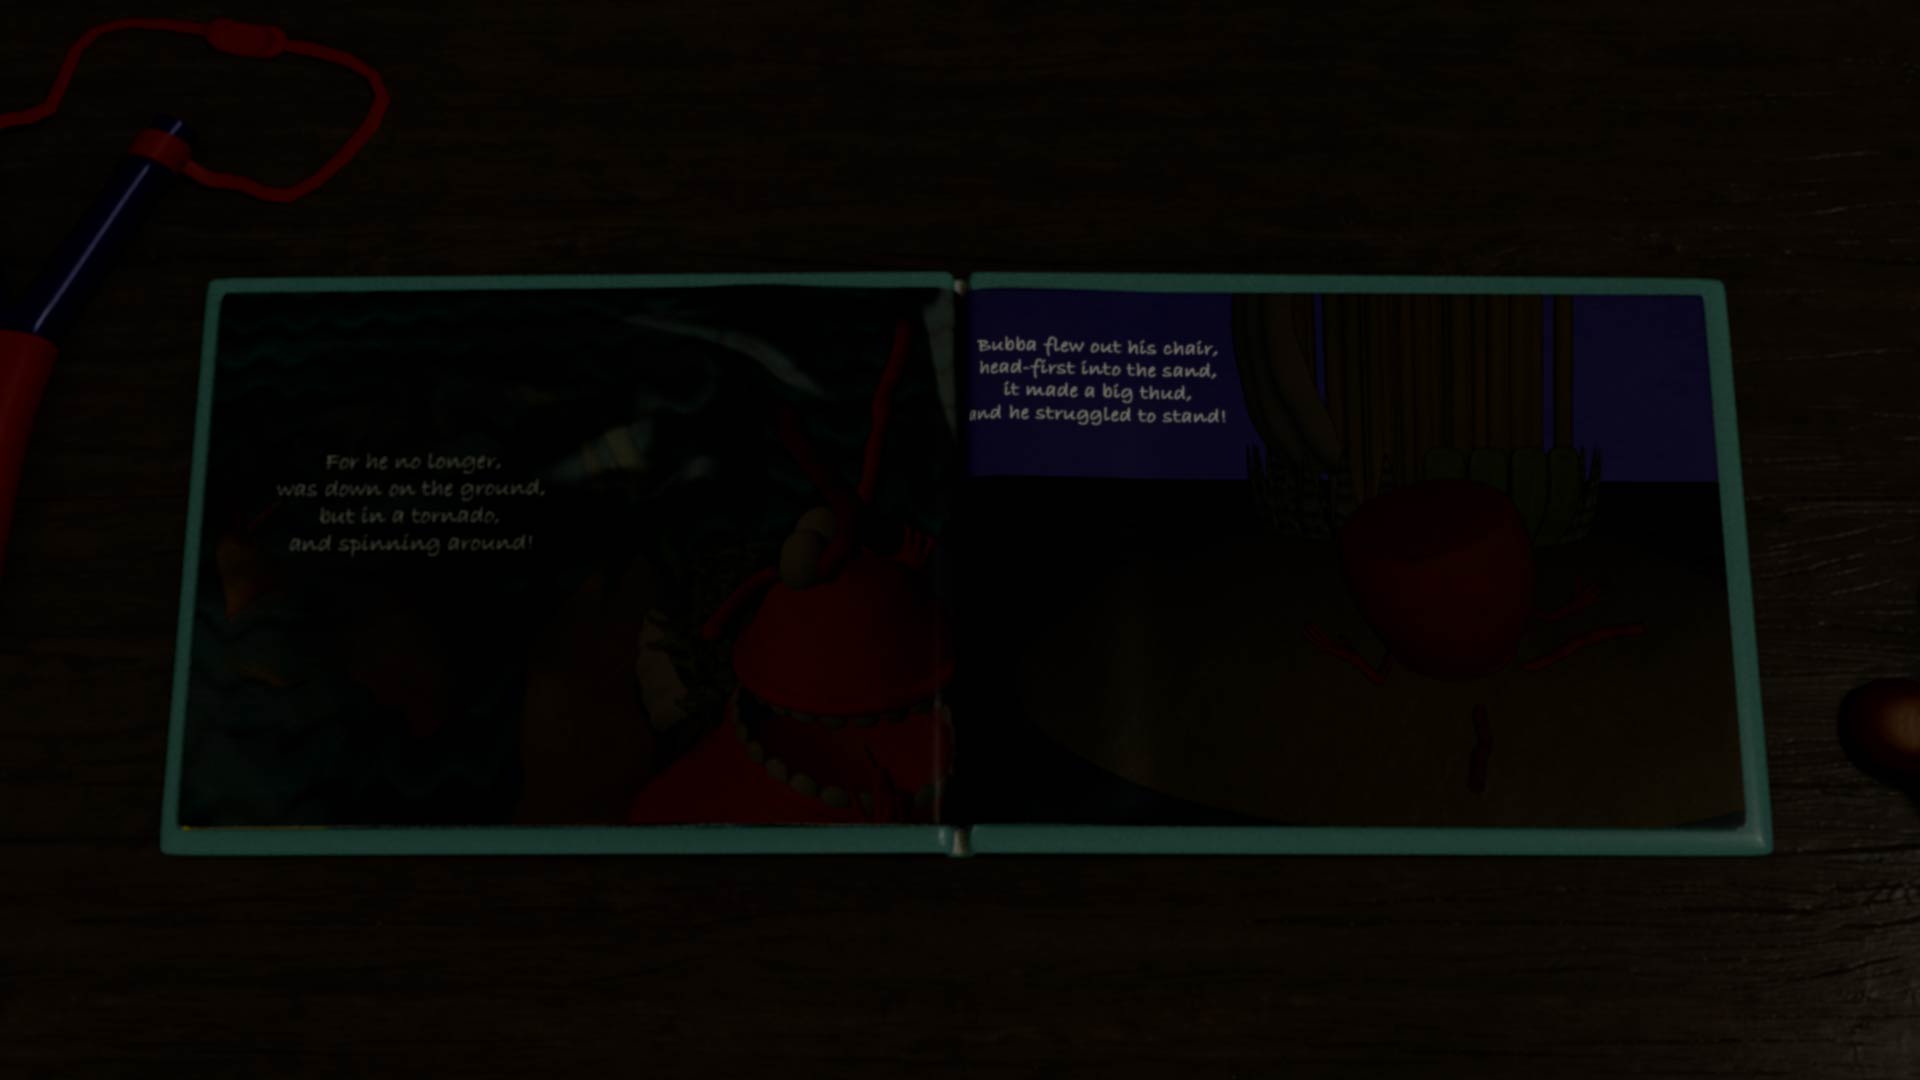 For he no longer,
was down on the ground,
but in a tornado,
and spinning around!
Bubba flew out his chair,
head-first into the sand,
it made a big thud,
and he struggled to stand!